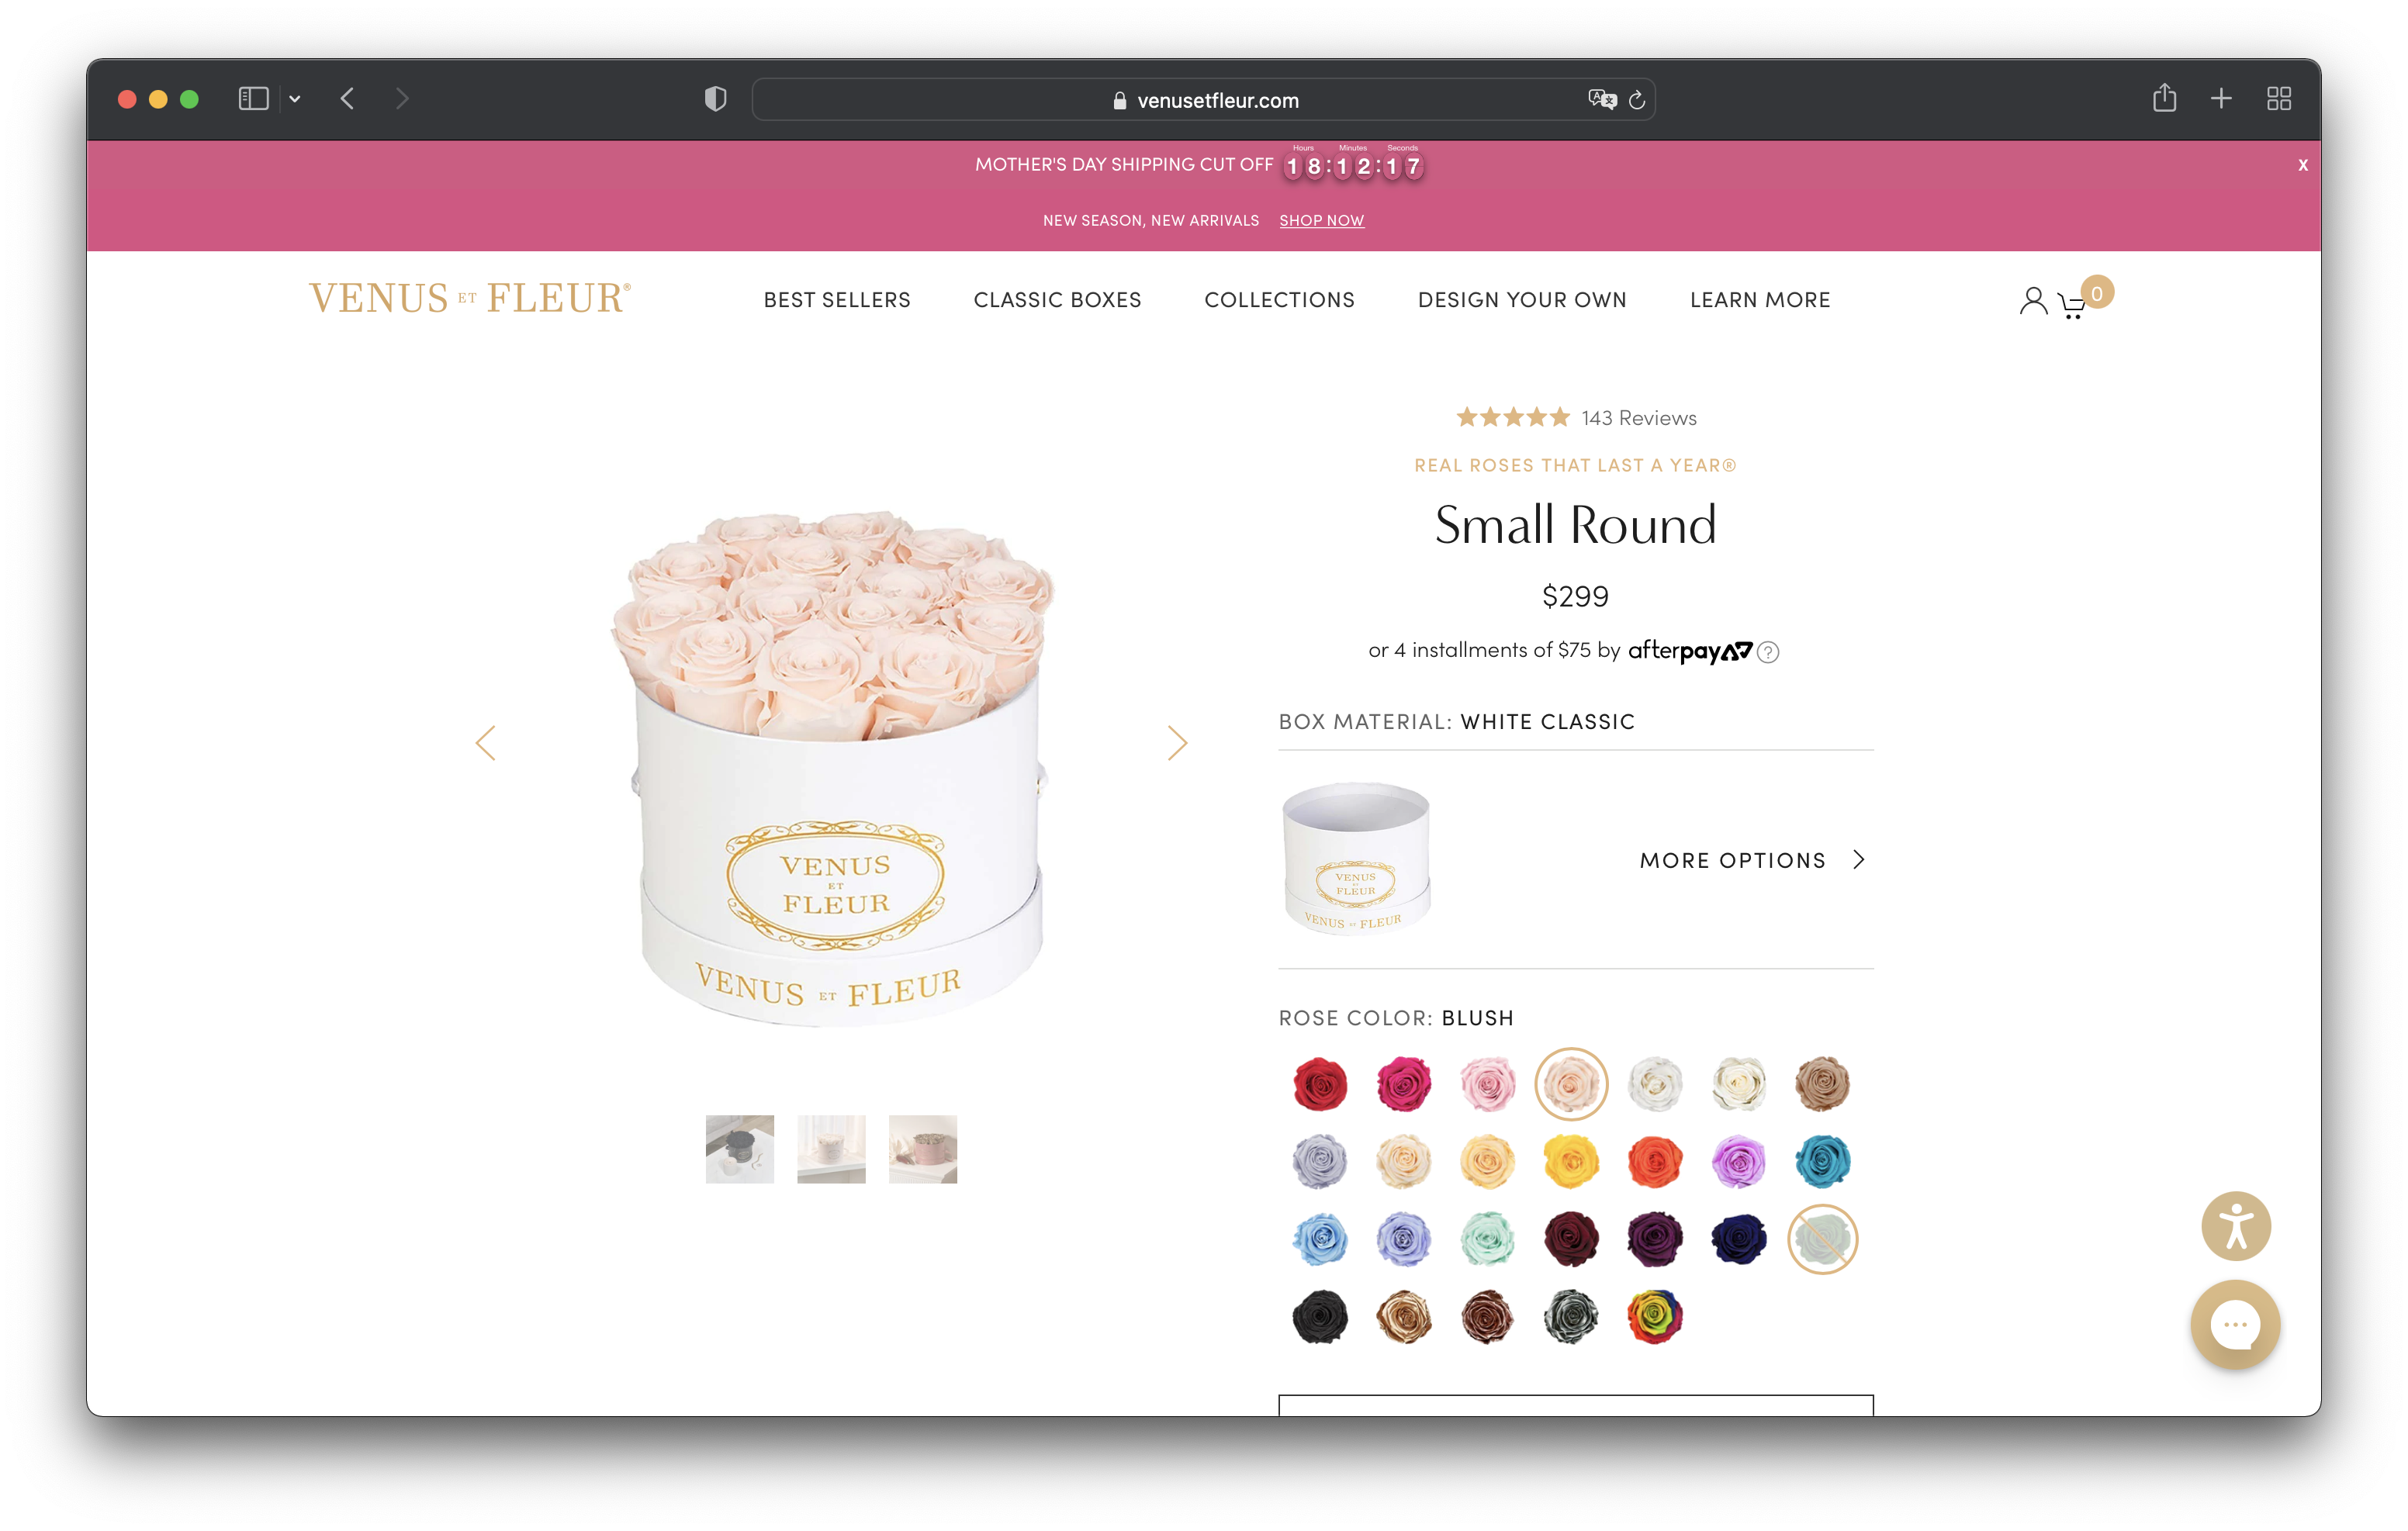 venusetfleur.com
Hours Minutes Seconds
MOTHER'S DAY SHIPPING CUT OFF 18:12:17
X
NEW SEASON, NEW ARRIVALS SHOP NOW
VENUS ET FLEUR®
BEST SELLERS
CLASSIC BOXES
COLLECTIONS
DESIGN YOUR OWN
LEARN MORE
0
143 Reviews
REAL ROSES THAT LAST A YEAR®
Small Round
$299
or 4 installments of $75 by afterpay
?
BOX MATERIAL: WHITE CLASSIC
VENUS
ET
FLEUR
VENUS ET FLEUR
VENUS
ET
FLEUR
VENUS ET FLEUR
MORE OPTIONS
ROSE COLOR: BLUSH